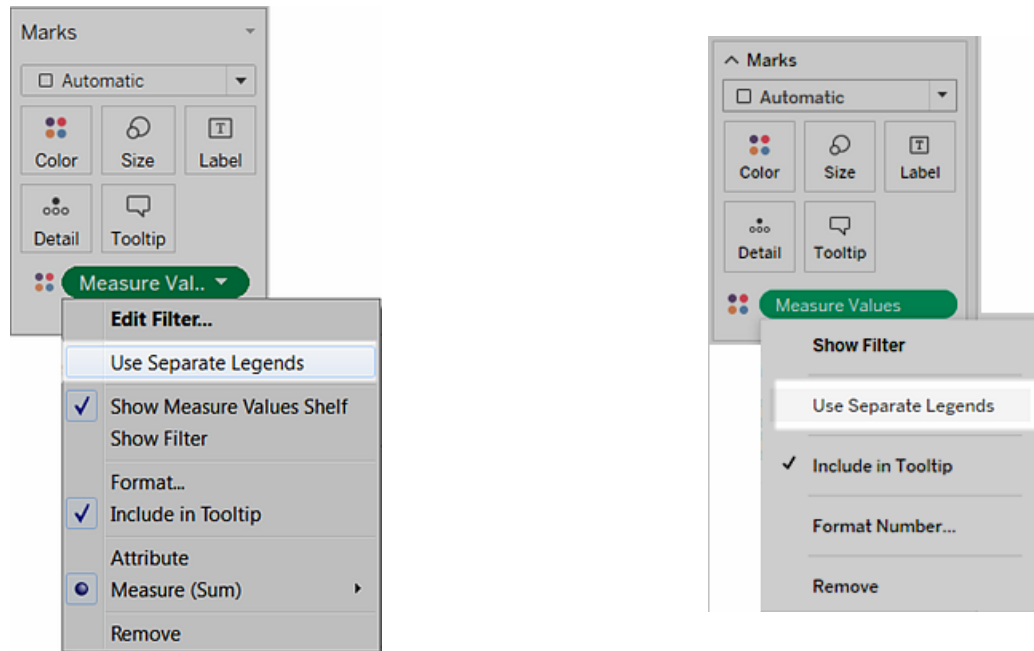 Marks
Automatic
Color Size Label
Detail Tooltip
Measure Val..
Edit Filter...
Use Separate Legends
Show Measure Values Shelf
Show Filter
Format...
Include in Tooltip
Attribute
Measure (Sum)
Remove
Marks
Automatic
Color Size Label
Detail Tooltip
Measure Values
Show Filter
Use Separate Legends
Include in Tooltip
Format Number...
Remove